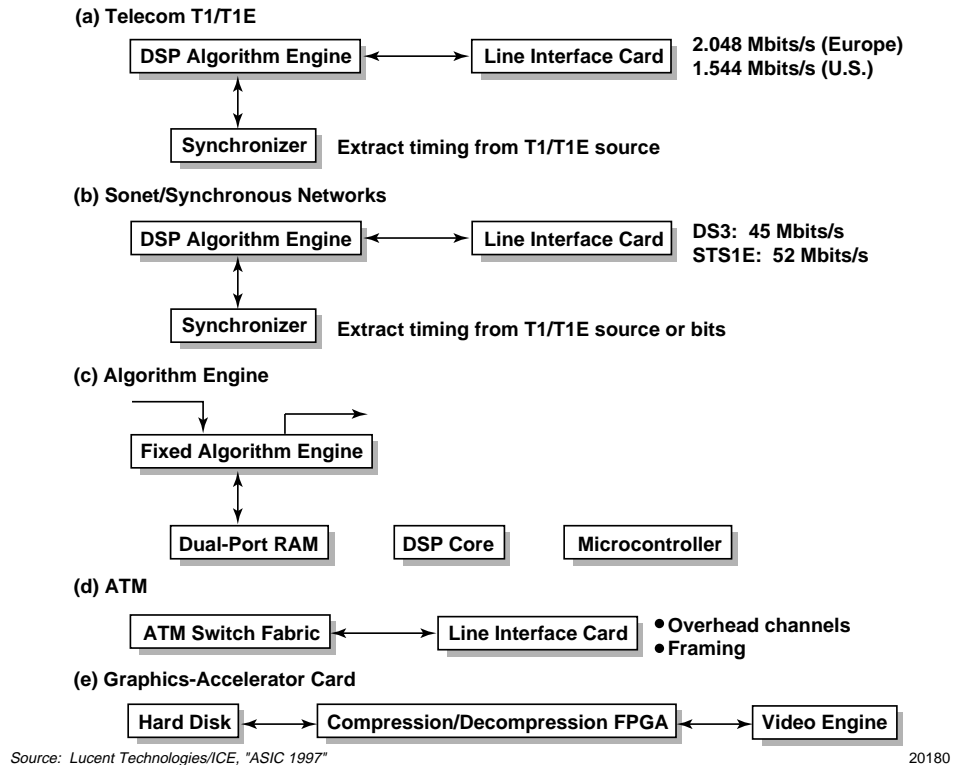 (a) Telecom T1/T1E
DSP Algorithm Engine
Line Interface Card
2.048 Mbits/s (Europe)
1.544 Mbits/s (U.S.)
Synchronizer
Extract timing from T1/T1E source
(b) Sonet/Synchronous Networks
DSP Algorithm Engine
Line Interface Card
DS3: 45 Mbits/s
STS1E: 52 Mbits/s
Synchronizer
Extract timing from T1/T1E source or bits
(c) Algorithm Engine
Fixed Algorithm Engine
Dual-Port RAM
DSP Core
Microcontroller
(d) ATM
ATM Switch Fabric
Line Interface Card
• Overhead channels
• Framing
(e) Graphics-Accelerator Card
Hard Disk
Compression/Decompression FPGA
Video Engine
Source: Lucent Technologies/ICE, "ASIC 1997"
20180